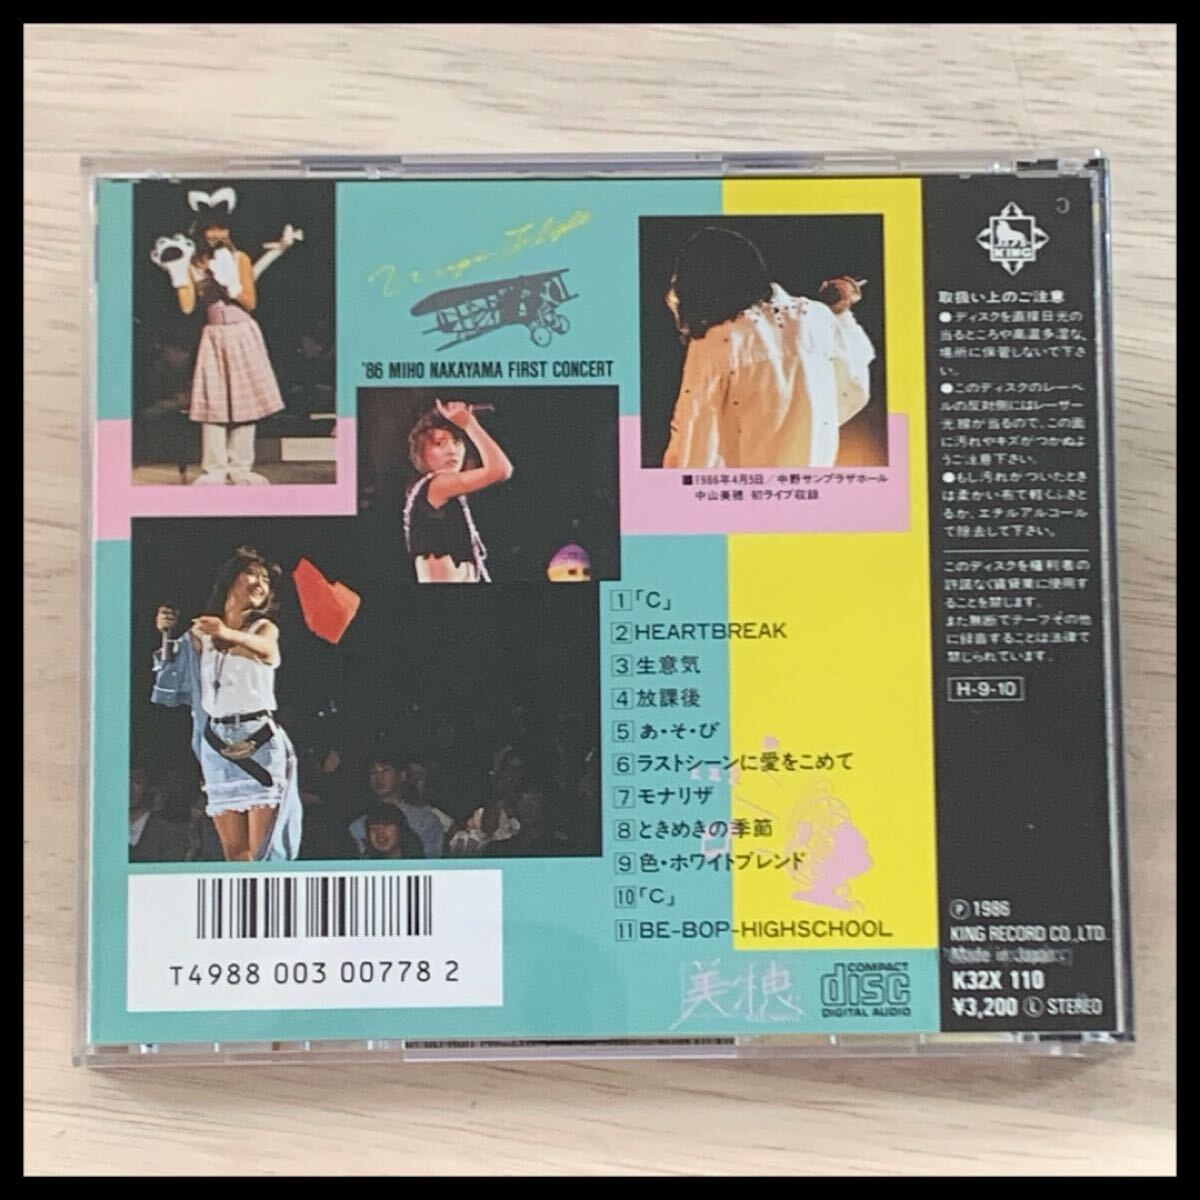 '86 MIHO NAKAYAMA FIRST CONCERT
■1986年4月5日/中野サンプラザホール
中山美穂 初ライブ収録
1「C」
2 HEARTBREAK
3 生意気
4 放課後
5 あ・そ・び
6 ラストシーンに愛をこめて
7 モナリザ
8 ときめきの季節
9 色・ホワイトブレンド
10「C」
11 BE-BOP-HIGHSCHOOL
T4988 003 00778 2
美穂
COMPACT
disc
DIGITAL AUDIO
KING
取扱い上のご注意
●ディスクを直接日光の
当るところや高温多湿な、
場所に保管しないで下さ
い。
●このディスクのレーベ
ルの反対側にはレーザー
光線が当るので、この面
に汚れやキズがつかぬよ
うご注意下さい。
●もし汚れがついたとき
は柔かい布で軽くふきと
るか、エチルアルコール
で除去して下さい。
このディスクを権利者の
許諾なく賃貸業に使用す
ることを禁じます。
また無断でテープその他
に録音することは法律で
禁じられています。
H-9-10
Ⓟ1986
KING RECORD CO.,LTD.
Made in Japan
K32X 110
¥3,200 Ⓛ STEREO